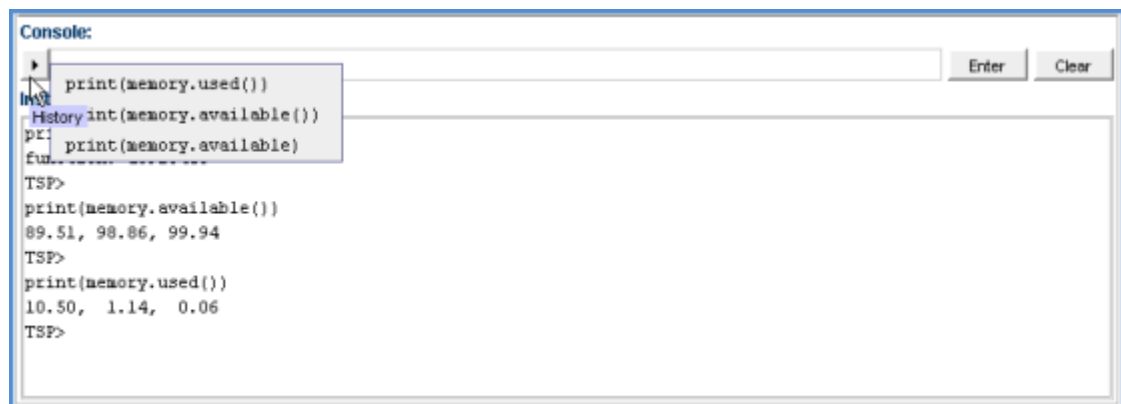 Console:
Enter
Clear
print(memory.used())
History
int(memory.available())
print(memory.available)
TSP>
print(memory.available())
89.51, 98.86, 99.94
TSP>
print(memory.used())
10.50, 1.14, 0.06
TSP>